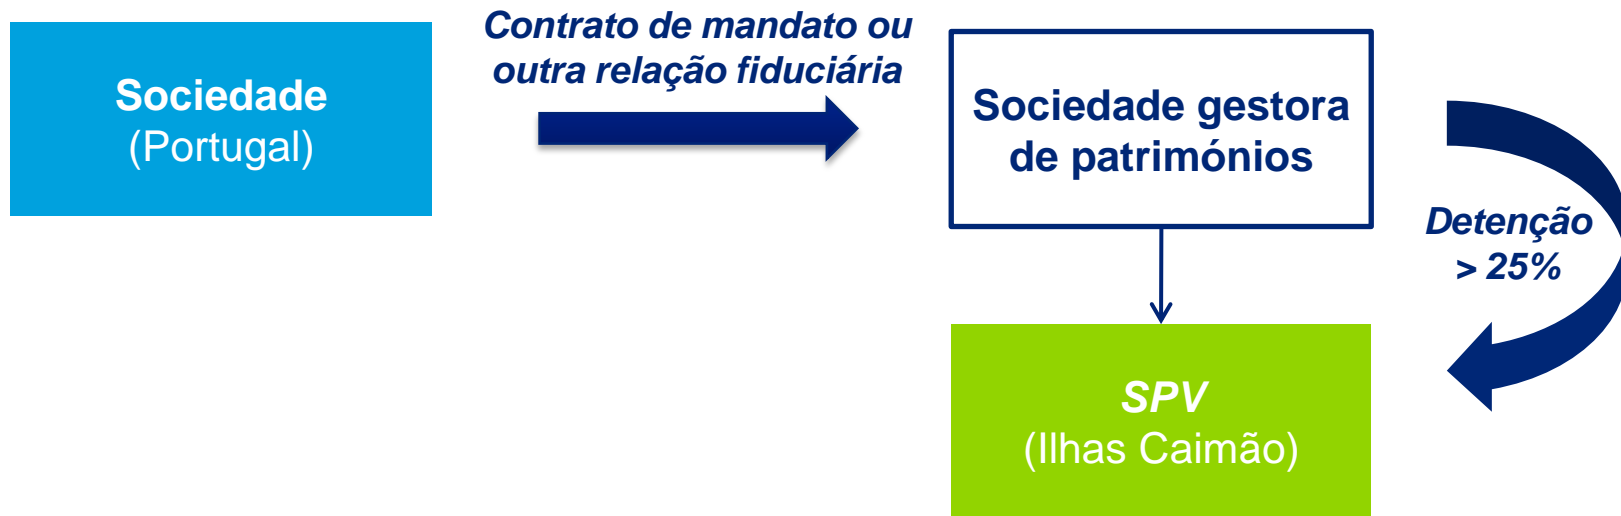 Sociedade
(Portugal)
Contrato de mandato ou
outra relação fiduciária
Sociedade gestora
de patrimónios
Detenção
> 25%
SPV
(Ilhas Caimão)